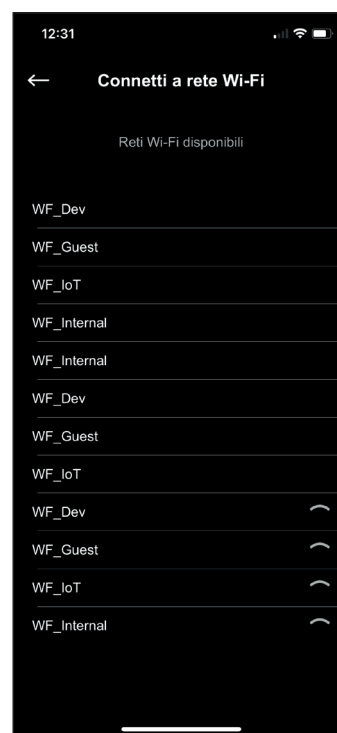 12:31
Connetti a rete Wi-Fi
Reti Wi-Fi disponibili
WF_Dev
WF_Guest
WF_IoT
WF_Internal
WF_Internal
WF_Dev
WF_Guest
WF_IoT
WF_Dev
WF_Guest
WF_IoT
WF_Internal